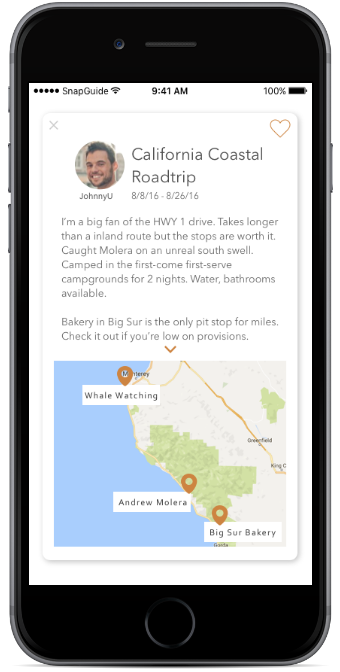 SnapGuide 9:41 AM 100%
California Coastal
Roadtrip
JohnnyU 8/8/16 - 8/26/16
I'm a big fan of the HWY 1 drive. Takes longer
than a inland route but the stops are worth it.
Caught Molera on an unreal south swell.
Camped in the first-come first-serve
campgrounds for 2 nights. Water, bathrooms
available.
Bakery in Big Sur is the only pit stop for miles.
Check it out if you're low on provisions.
Whale Watching
Greenfield
King C
Andrew Molera
Big Sur Bakery